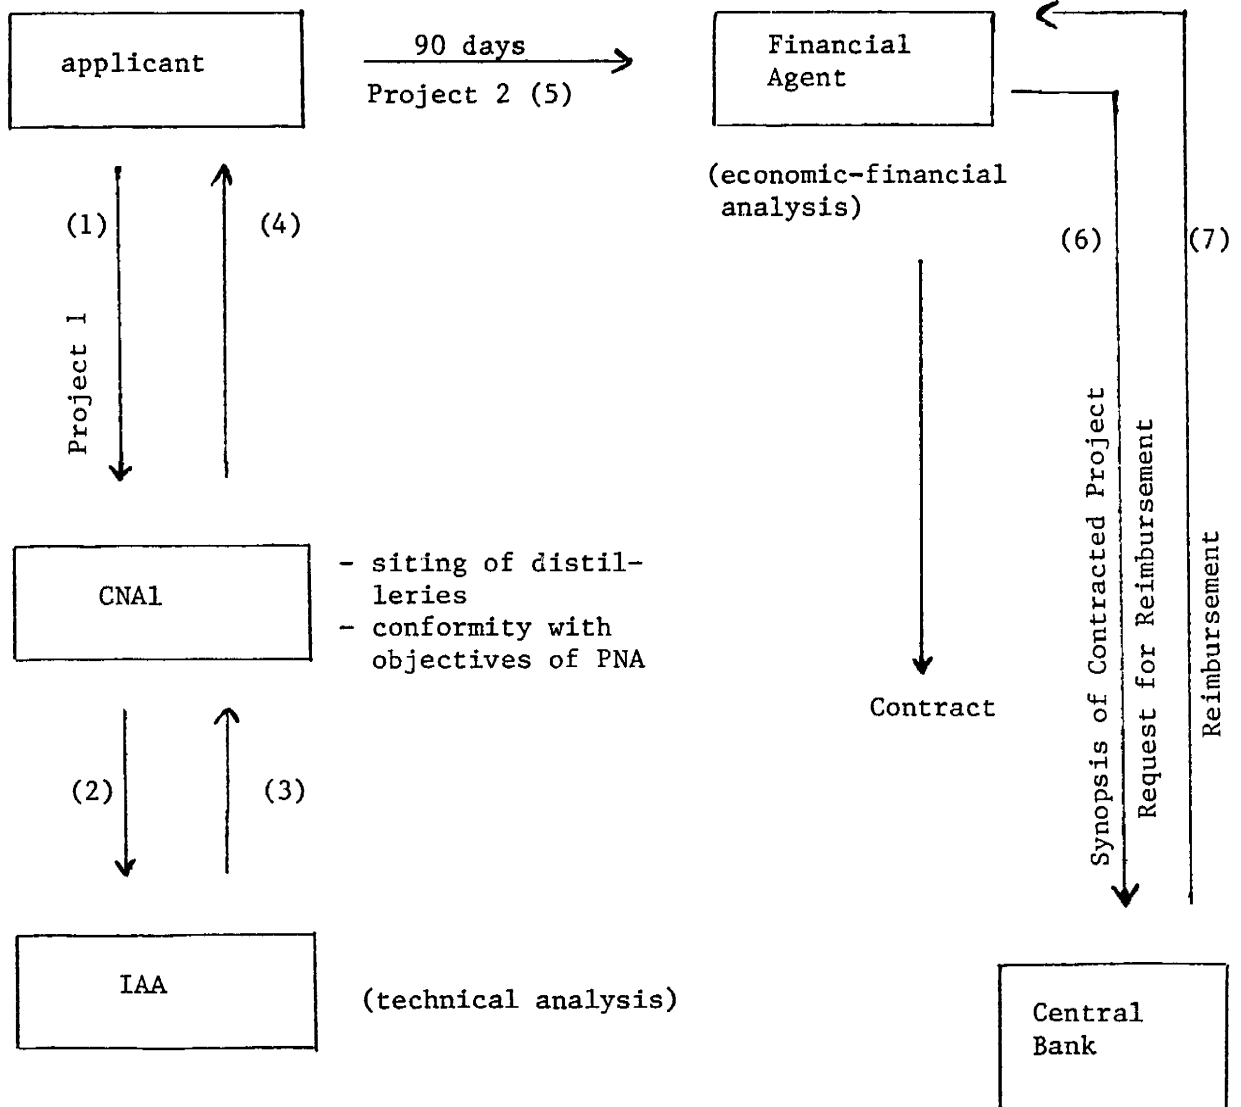 applicant
90 days
Project 2 (5)
Financial
Agent
(economic-financial
analysis)
(1)
(4)
Project 1
(6)
(7)
CNA1
- siting of distil-
leries
- conformity with
objectives of PNA
Contract
Synopsis of Contracted Project
Request for Reimbursement
Reimbursement
(2)
(3)
IAA
(technical analysis)
Central
Bank